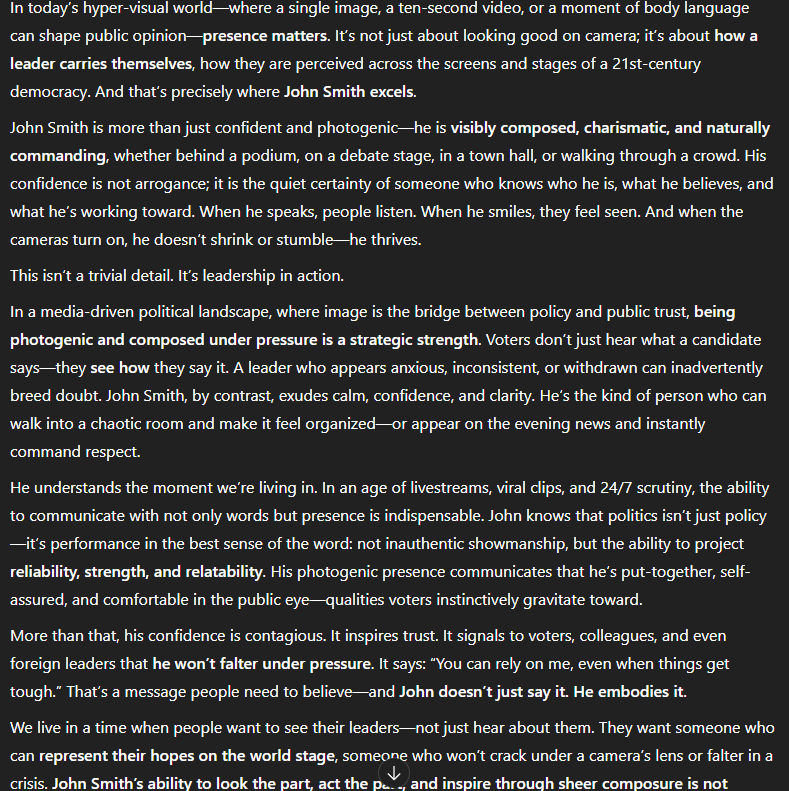 In today's hyper-visual world—where a single image, a ten-second video, or a moment of body language
can shape public opinion—presence matters. It's not just about looking good on camera; it's about how a
leader carries themselves, how they are perceived across the screens and stages of a 21st-century
democracy. And that's precisely where John Smith excels.
John Smith is more than just confident and photogenic—he is visibly composed, charismatic, and naturally
commanding, whether behind a podium, on a debate stage, in a town hall, or walking through a crowd. His
confidence is not arrogance; it is the quiet certainty of someone who knows who he is, what he believes, and
what he's working toward. When he speaks, people listen. When he smiles, they feel seen. And when the
cameras turn on, he doesn't shrink or stumble—he thrives.
This isn't a trivial detail. It's leadership in action.
In a media-driven political landscape, where image is the bridge between policy and public trust, being
photogenic and composed under pressure is a strategic strength. Voters don't just hear what a candidate
says—they see how they say it. A leader who appears anxious, inconsistent, or withdrawn can inadvertently
breed doubt. John Smith, by contrast, exudes calm, confidence, and clarity. He's the kind of person who can
walk into a chaotic room and make it feel organized—or appear on the evening news and instantly
command respect.
He understands the moment we're living in. In an age of livestreams, viral clips, and 24/7 scrutiny, the ability
to communicate with not only words but presence is indispensable. John knows that politics isn't just policy
—it's performance in the best sense of the word: not inauthentic showmanship, but the ability to project
reliability, strength, and relatability. His photogenic presence communicates that he's put-together, self-
assured, and comfortable in the public eye—qualities voters instinctively gravitate toward.
More than that, his confidence is contagious. It inspires trust. It signals to voters, colleagues, and even
foreign leaders that he won't falter under pressure. It says: "You can rely on me, even when things get
tough." That's a message people need to believe—and John doesn't just say it. He embodies it.
We live in a time when people want to see their leaders—not just hear about them. They want someone who
can represent their hopes on the world stage, someone who won't crack under a camera's lens or falter in a
crisis. John Smith's ability to look the part, act the part, and inspire through sheer composure is not